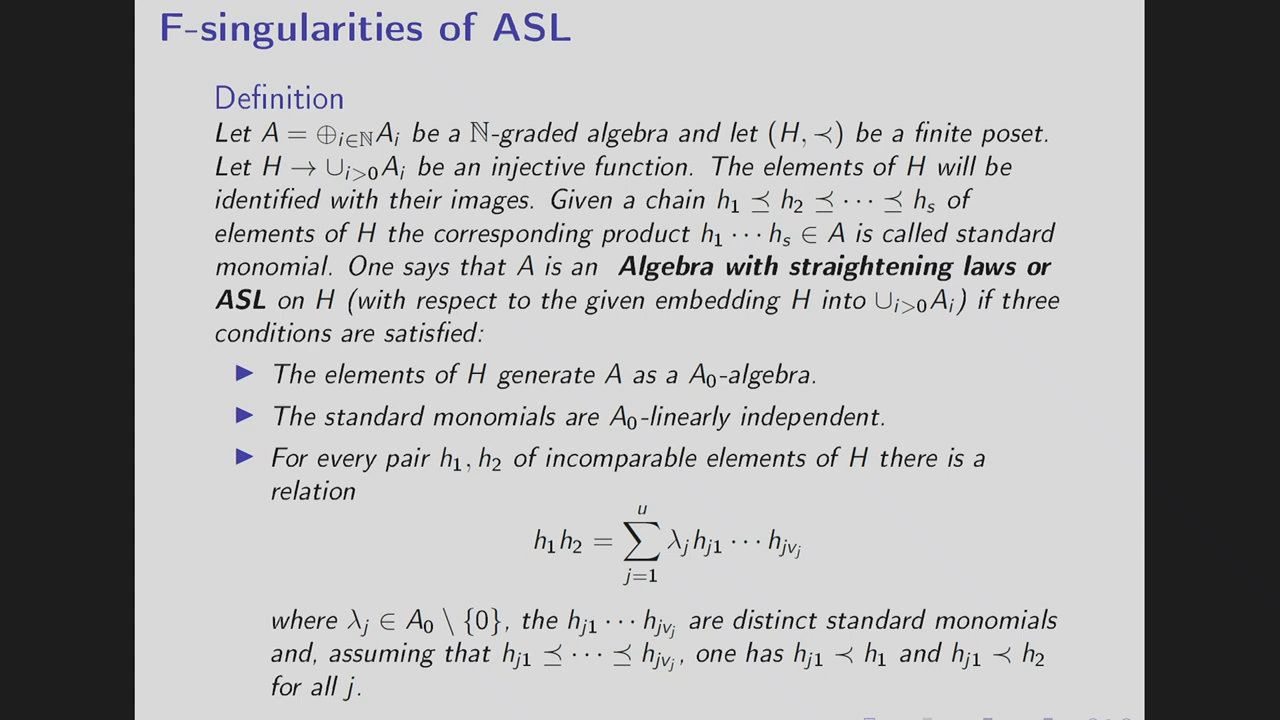 F-singularities of ASL
Definition
Let A = ⊕_{i∈ℕ}A_i be a ℕ-graded algebra and let (H, ≺) be a finite poset.
Let H → ∪_{i>0}A_i be an injective function. The elements of H will be
identified with their images. Given a chain h_1 ⪯ h_2 ⪯ ⋯ ⪯ h_s of
elements of H the corresponding product h_1 ⋯ h_s ∈ A is called standard
monomial. One says that A is an Algebra with straightening laws or
ASL on H (with respect to the given embedding H into ∪_{i>0}A_i) if three
conditions are satisfied:
▶ The elements of H generate A as a A_0-algebra.
▶ The standard monomials are A_0-linearly independent.
▶ For every pair h_1, h_2 of incomparable elements of H there is a
relation
h_1h_2 = ∑_{j=1}^{u} λ_j h_{j1} ⋯ h_{jv_j}
where λ_j ∈ A_0 \ {0}, the h_{j1} ⋯ h_{jv_j} are distinct standard monomials
and, assuming that h_{j1} ⪯ ⋯ ⪯ h_{jv_j}, one has h_{j1} ≺ h_1 and h_{j1} ≺ h_2
for all j.